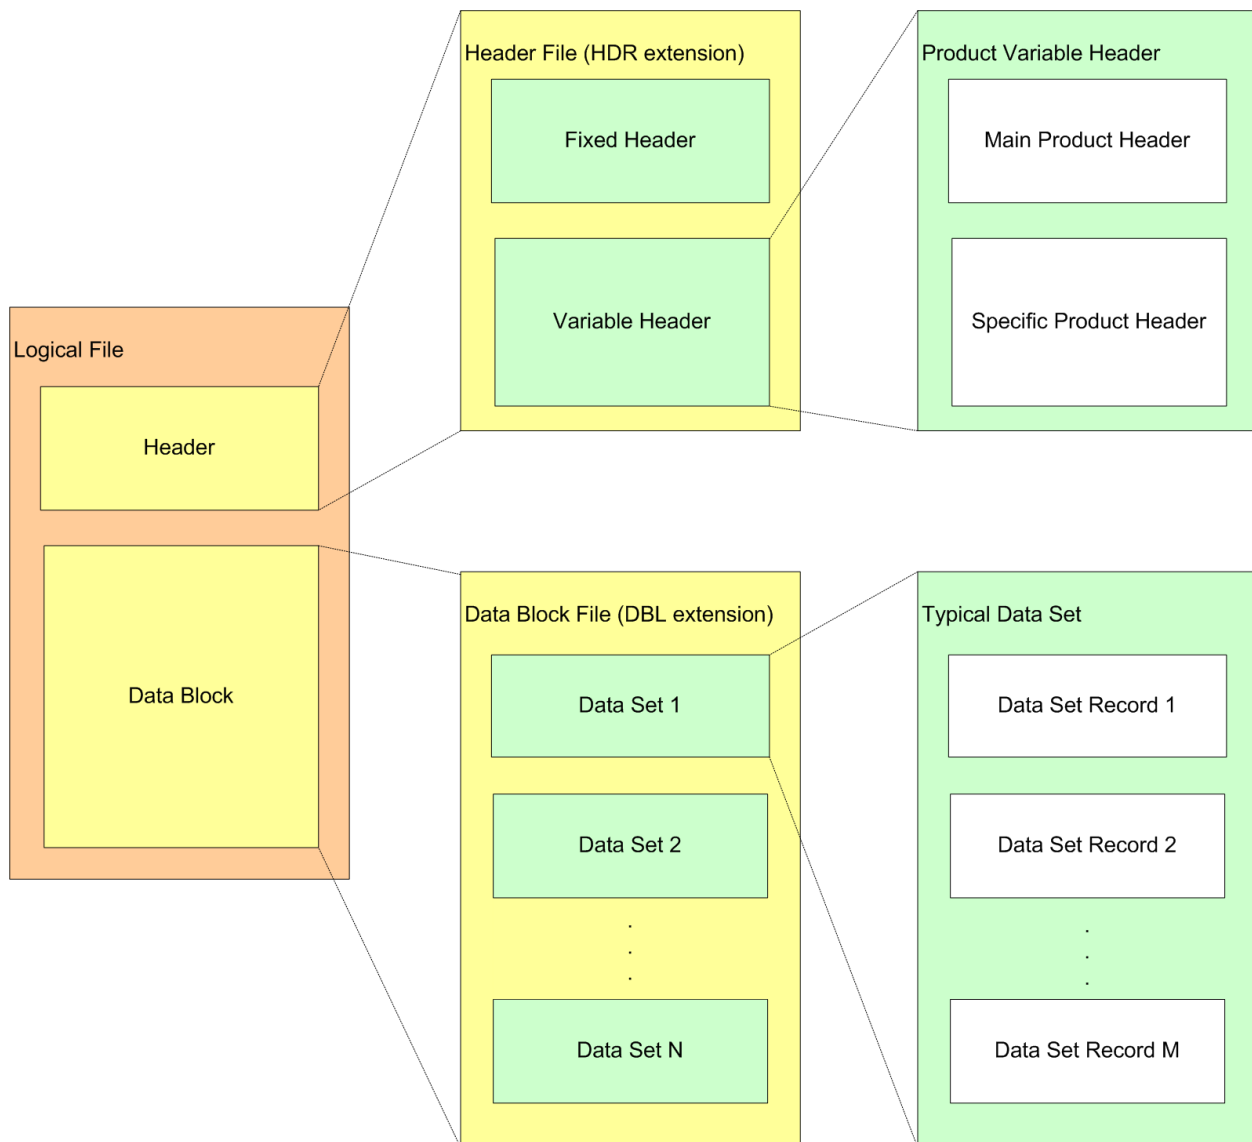 Header File (HDR extension)
Fixed Header
Variable Header
Product Variable Header
Main Product Header
Specific Product Header
Logical File
Header
Data Block
Data Block File (DBL extension)
Data Set 1
Data Set 2
.
.
.
Data Set N
Typical Data Set
Data Set Record 1
Data Set Record 2
.
.
.
Data Set Record M